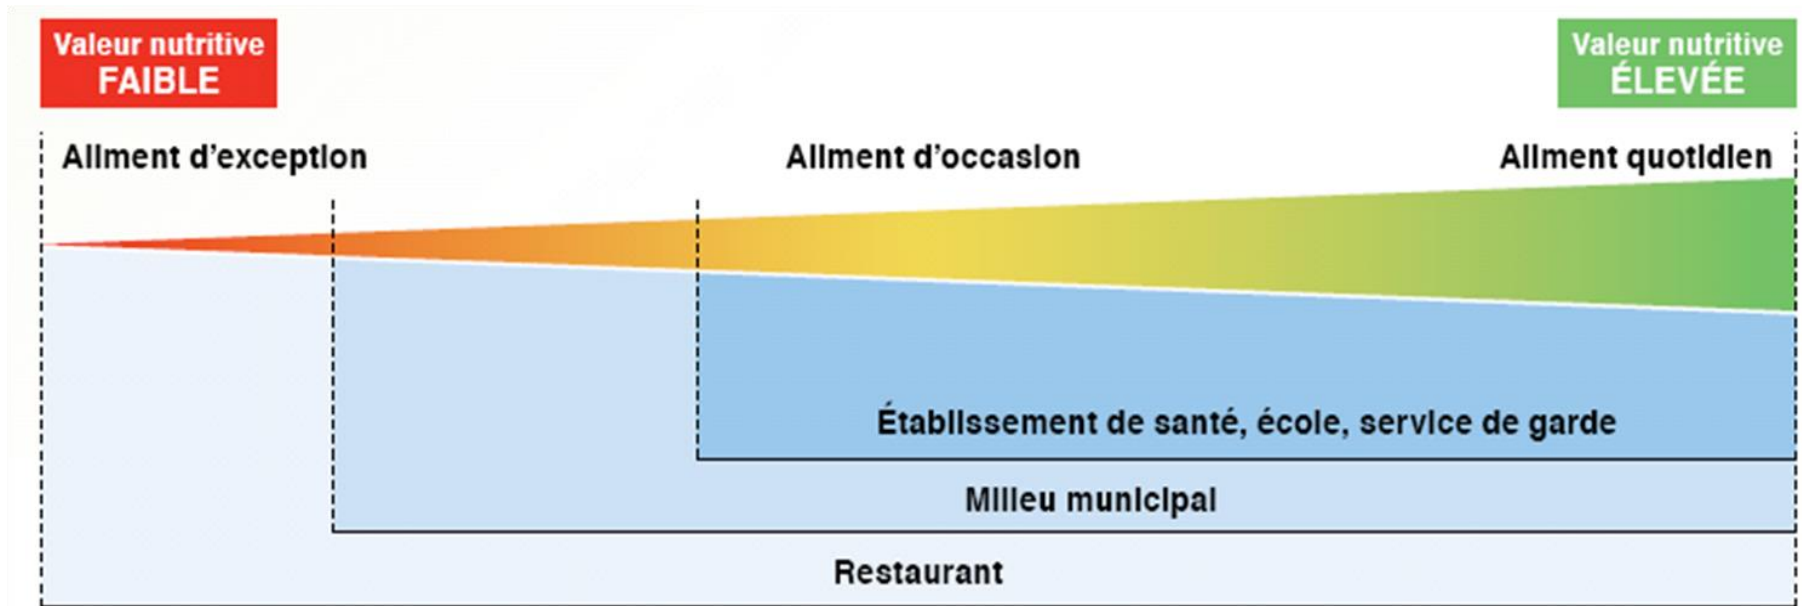 Valeur nutritive
FAIBLE
Valeur nutritive
ÉLEVÉE
Aliment d’exception
Aliment d’occasion
Aliment quotidien
Établissement de santé, école, service de garde
Milieu municipal
Restaurant